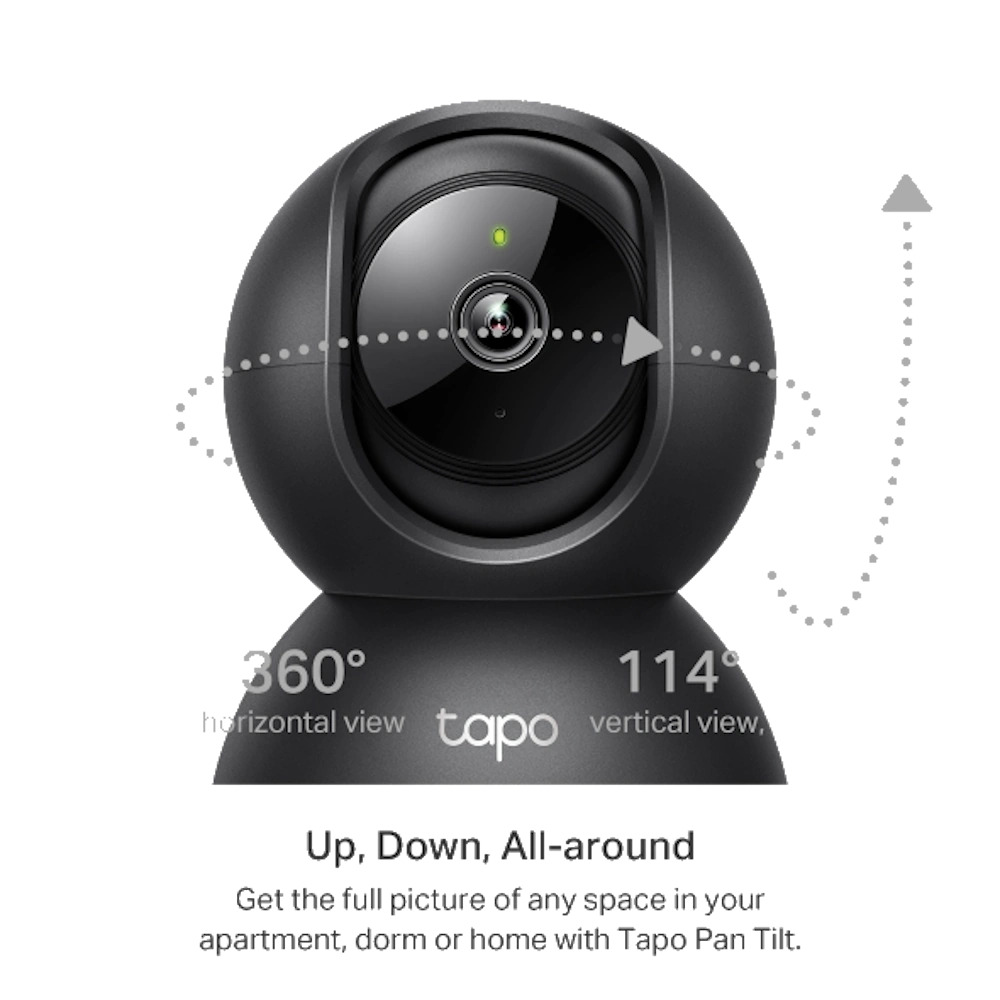 360° 114°
horizontal view tapo vertical view,
Up, Down, All-around
Get the full picture of any space in your
apartment, dorm or home with Tapo Pan Tilt.